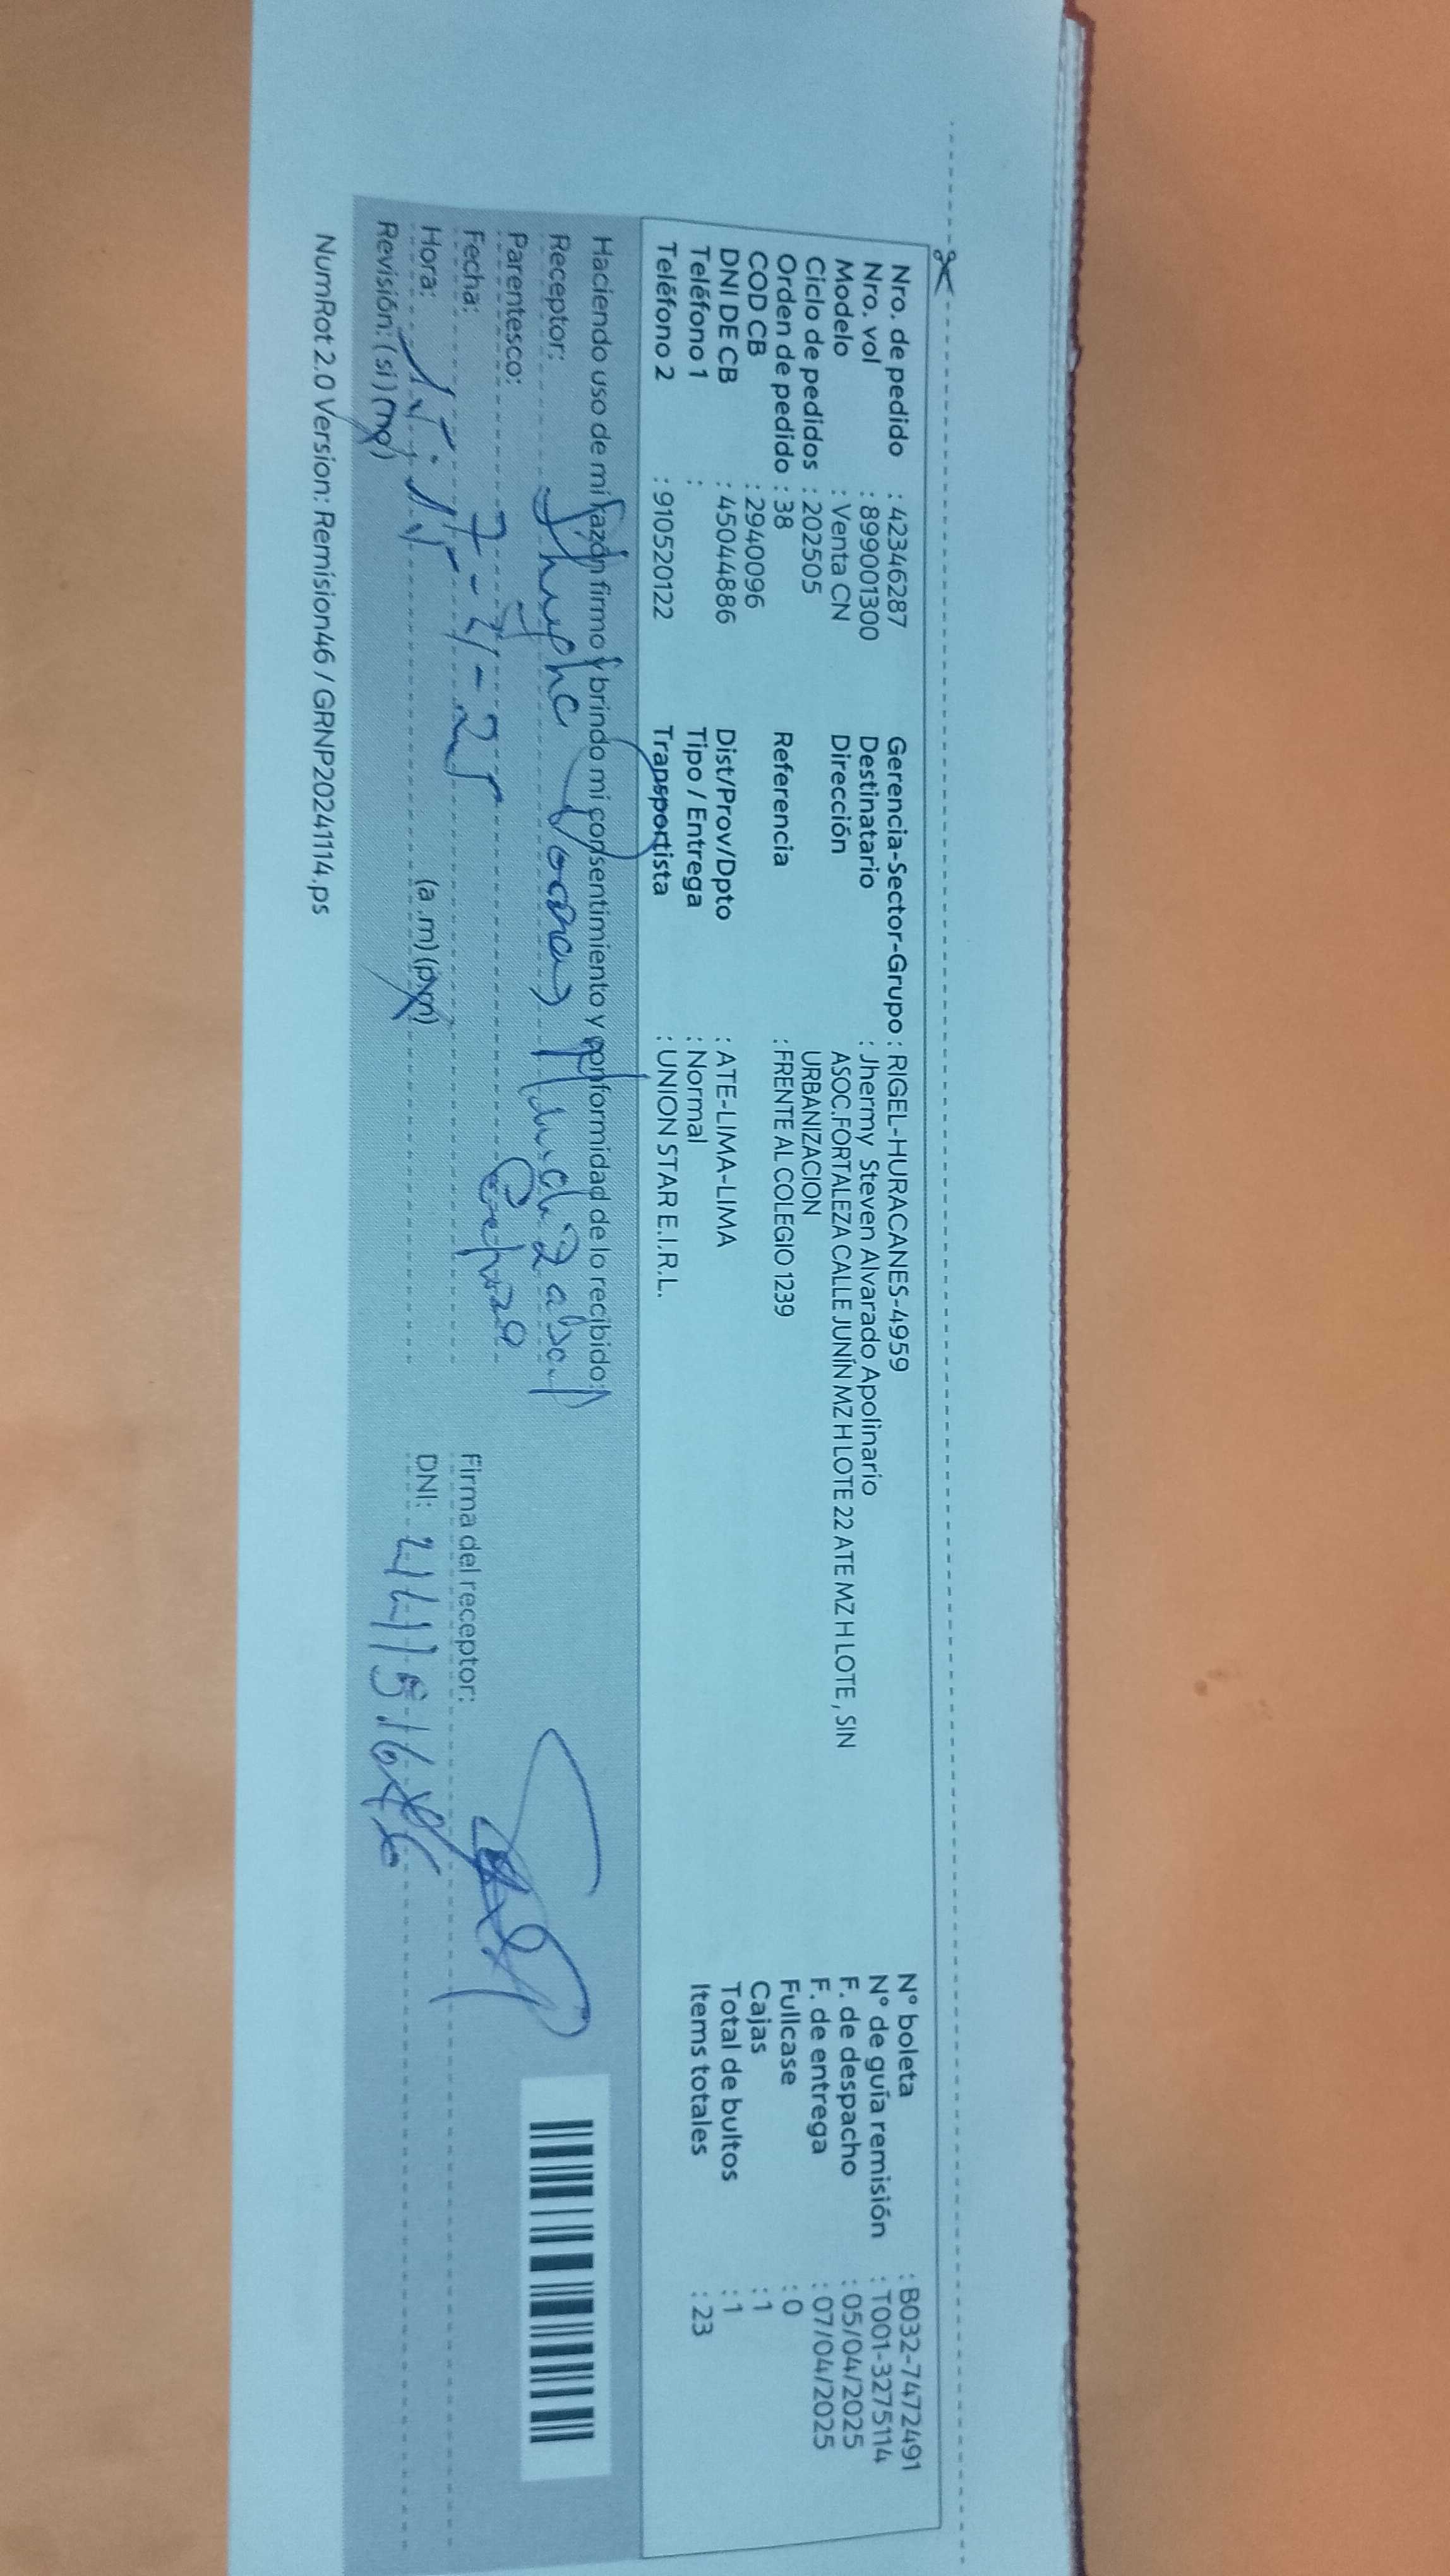 Nro. de pedido : 42346287 Gerencia-Sector-Grupo : RIGEL-HURACANES-4959 N° boleta : B032-7472491
Nro. vol : 899001300 Destinatario : Jhermy Steven Alvarado Apolinario N° de guía remisión : T001-3275114
Modelo : Venta CN Dirección ASOC.FORTALEZA CALLE JUNÍN MZ H LOTE 22 ATE MZ H LOTE , SIN F. de despacho : 05/04/2025
Ciclo de pedidos : 202505 URBANIZACION F. de entrega : 07/04/2025
Orden de pedido : 38 Referencia : FRENTE AL COLEGIO 1239 Fullcase : 0
COD CB : 2940096 Cajas : 1
DNI DE CB : 45044886 Dist/Prov/Dpto : ATE-LIMA-LIMA Total de bultos : 1
Teléfono 1 : Tipo / Entrega : Normal Items totales : 23
Teléfono 2 : 910520122 Transportista : UNION STAR E.I.R.L.
Haciendo uso de mi razón firmo y brindo mi consentimiento y conformidad de lo recibido:
Receptor:
Parentesco:
Fecha: 7-4-25 Firma del receptor:
Hora: 15:15 (a.m) (p.m) DNI:
Revisión: (si) (no)
NumRot 2.0 Version: Remision46 / GRNP20241114.ps